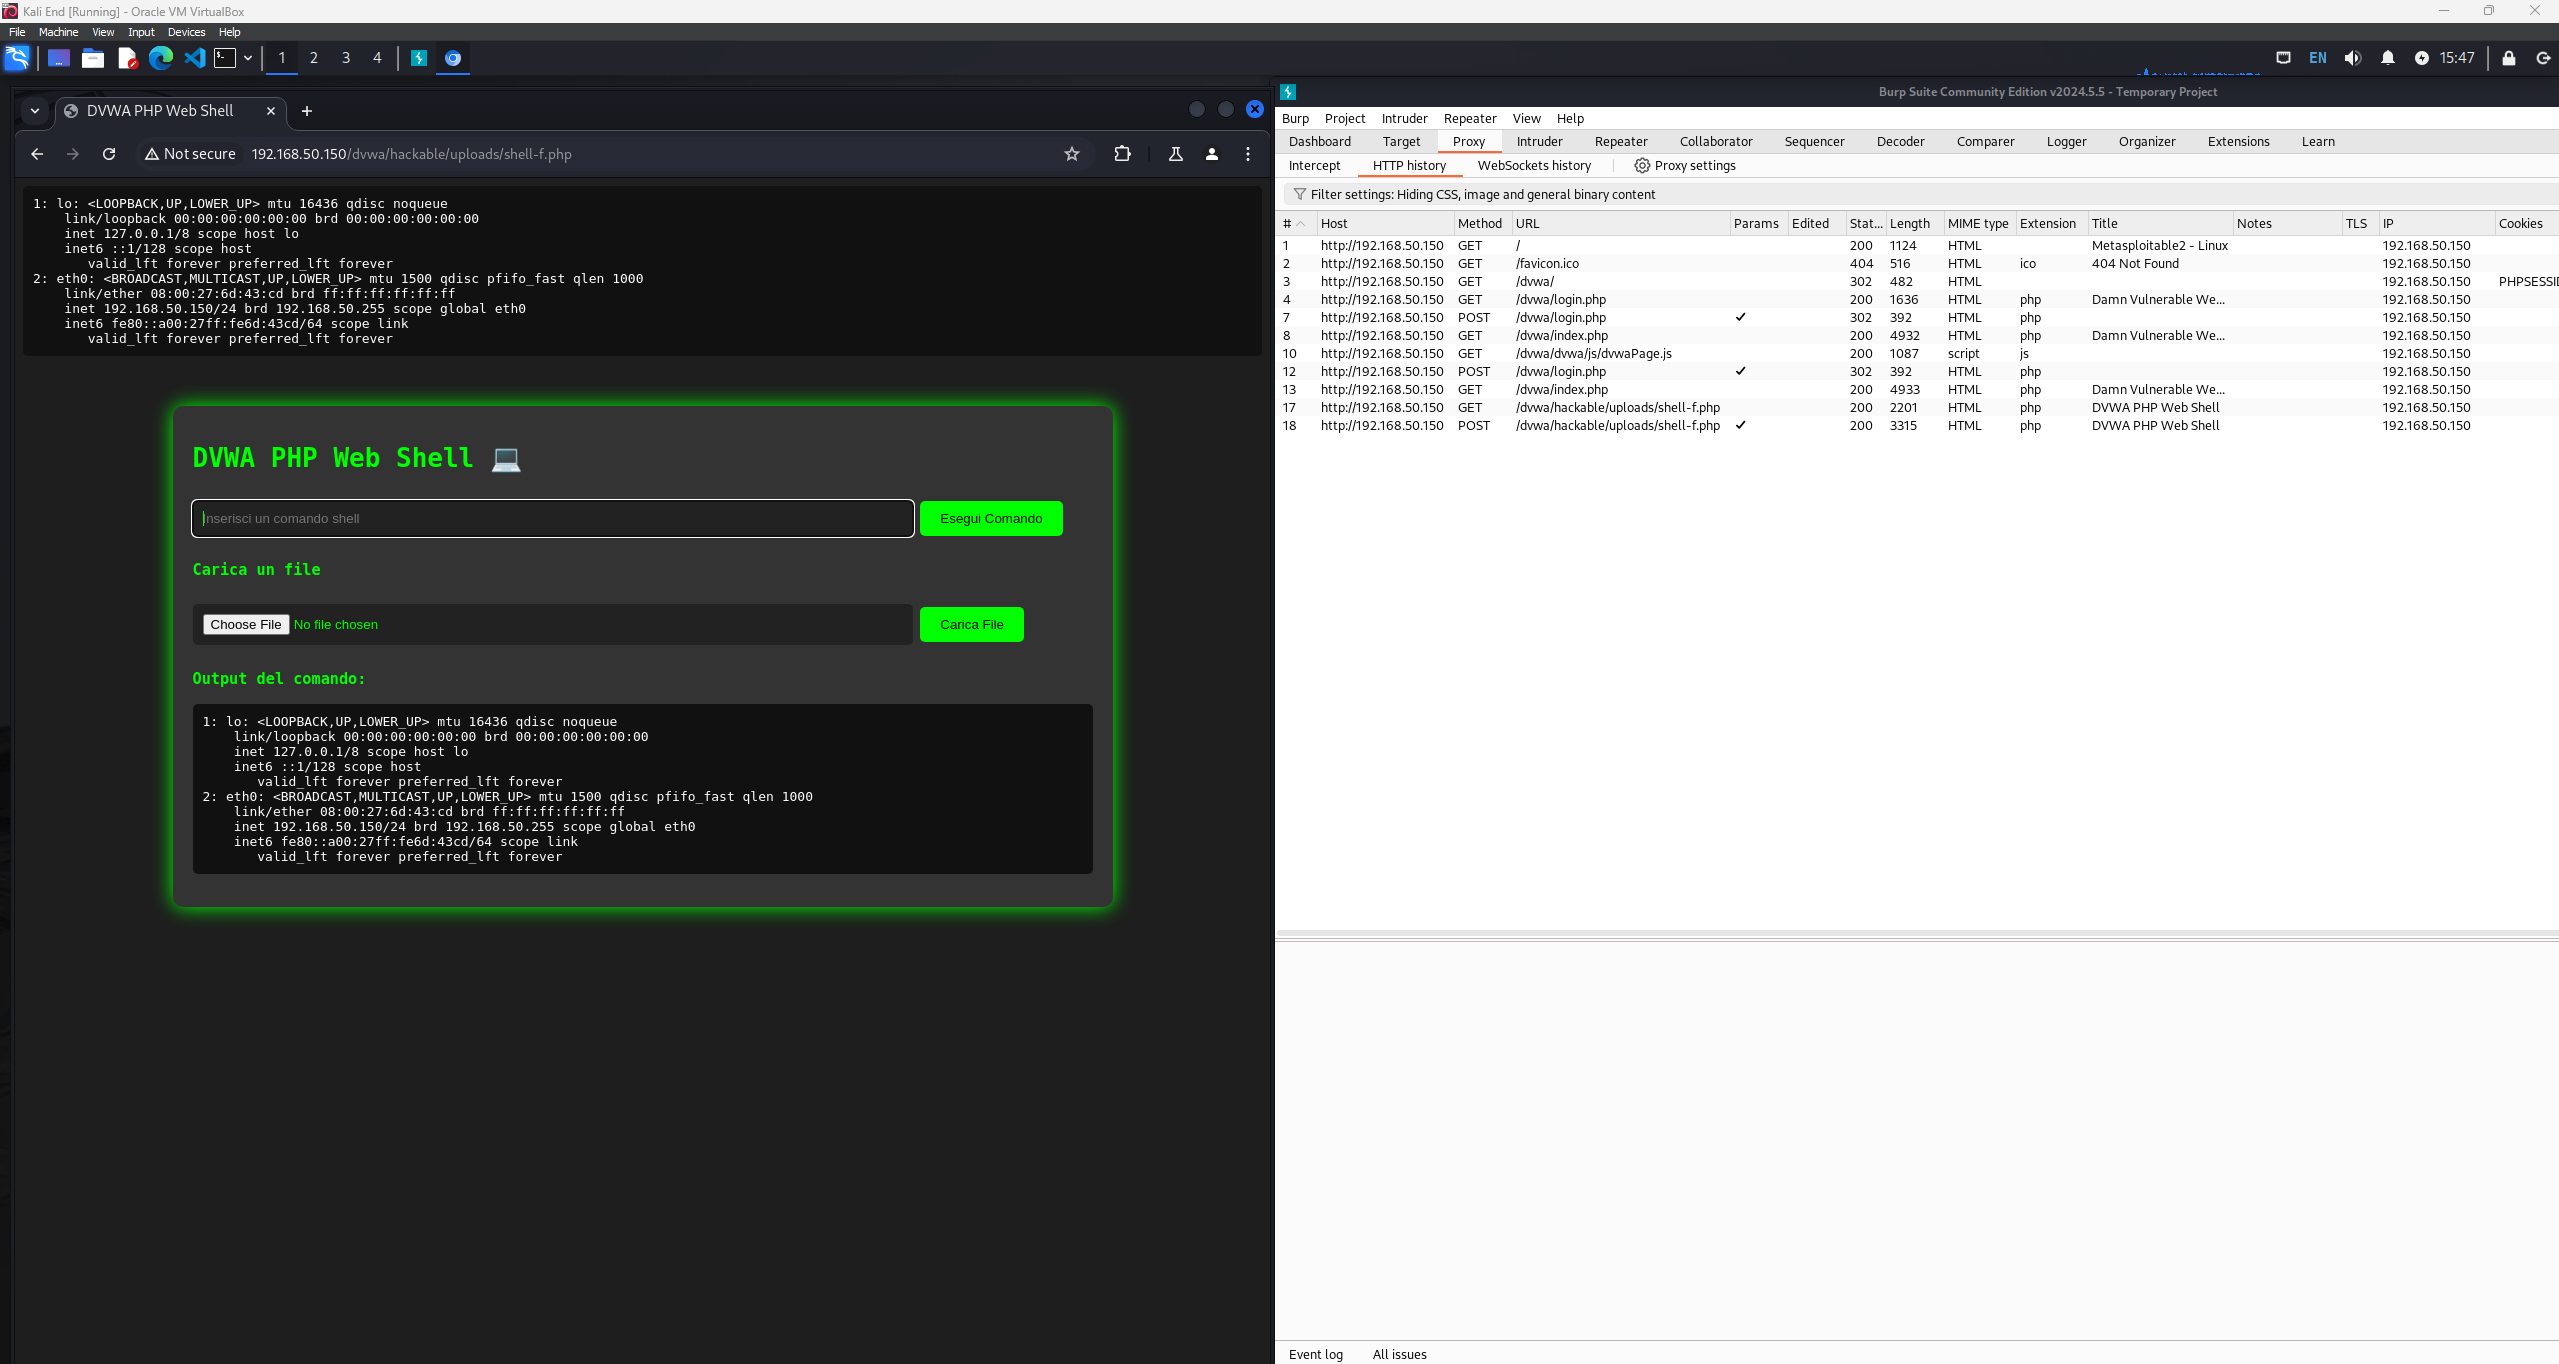 Kali End [Running] - Oracle VM VirtualBox
File Machine View Input Devices Help
1 2 3 4 EN 15:47
DVWA PHP Web Shell
Not secure 192.168.50.150/dvwa/hackable/uploads/shell-f.php
1: lo: <LOOPBACK,UP,LOWER_UP> mtu 16436 qdisc noqueue
link/loopback 00:00:00:00:00:00 brd 00:00:00:00:00:00
inet 127.0.0.1/8 scope host lo
inet6 ::1/128 scope host
valid_lft forever preferred_lft forever
2: eth0: <BROADCAST,MULTICAST,UP,LOWER_UP> mtu 1500 qdisc pfifo_fast qlen 1000
link/ether 08:00:27:6d:43:cd brd ff:ff:ff:ff:ff:ff
inet 192.168.50.150/24 brd 192.168.50.255 scope global eth0
inet6 fe80::a00:27ff:fe6d:43cd/64 scope link
valid_lft forever preferred_lft forever
DVWA PHP Web Shell
Inserisci un comando shell
Esegui Comando
Carica un file
Choose File No file chosen
Carica File
Output del comando:
1: lo: <LOOPBACK,UP,LOWER_UP> mtu 16436 qdisc noqueue
link/loopback 00:00:00:00:00:00 brd 00:00:00:00:00:00
inet 127.0.0.1/8 scope host lo
inet6 ::1/128 scope host
valid_lft forever preferred_lft forever
2: eth0: <BROADCAST,MULTICAST,UP,LOWER_UP> mtu 1500 qdisc pfifo_fast qlen 1000
link/ether 08:00:27:6d:43:cd brd ff:ff:ff:ff:ff:ff
inet 192.168.50.150/24 brd 192.168.50.255 scope global eth0
inet6 fe80::a00:27ff:fe6d:43cd/64 scope link
valid_lft forever preferred_lft forever
Burp Suite Community Edition v2024.5.5 - Temporary Project
Burp Project Intruder Repeater View Help
Dashboard Target Proxy Intruder Repeater Collaborator Sequencer Decoder Comparer Logger Organizer Extensions Learn
Intercept HTTP history WebSockets history Proxy settings
Filter settings: Hiding CSS, image and general binary content
# Host Method URL Params Edited Stat... Length MIME type Extension Title Notes TLS IP Cookies
1 http://192.168.50.150 GET / 200 1124 HTML Metasploitable2 - Linux 192.168.50.150
2 http://192.168.50.150 GET /favicon.ico 404 516 HTML ico 404 Not Found 192.168.50.150
3 http://192.168.50.150 GET /dvwa/ 302 482 HTML 192.168.50.150 PHPSESSID
4 http://192.168.50.150 GET /dvwa/login.php 200 1636 HTML php Damn Vulnerable We... 192.168.50.150
7 http://192.168.50.150 POST /dvwa/login.php ✓ 302 392 HTML php 192.168.50.150
8 http://192.168.50.150 GET /dvwa/index.php 200 4932 HTML php Damn Vulnerable We... 192.168.50.150
10 http://192.168.50.150 GET /dvwa/dvwa/js/dvwaPage.js 200 1087 script js 192.168.50.150
12 http://192.168.50.150 POST /dvwa/login.php ✓ 302 392 HTML php 192.168.50.150
13 http://192.168.50.150 GET /dvwa/index.php 200 4933 HTML php Damn Vulnerable We... 192.168.50.150
17 http://192.168.50.150 GET /dvwa/hackable/uploads/shell-f.php 200 2201 HTML php DVWA PHP Web Shell 192.168.50.150
18 http://192.168.50.150 POST /dvwa/hackable/uploads/shell-f.php ✓ 200 3315 HTML php DVWA PHP Web Shell 192.168.50.150
Event log All issues